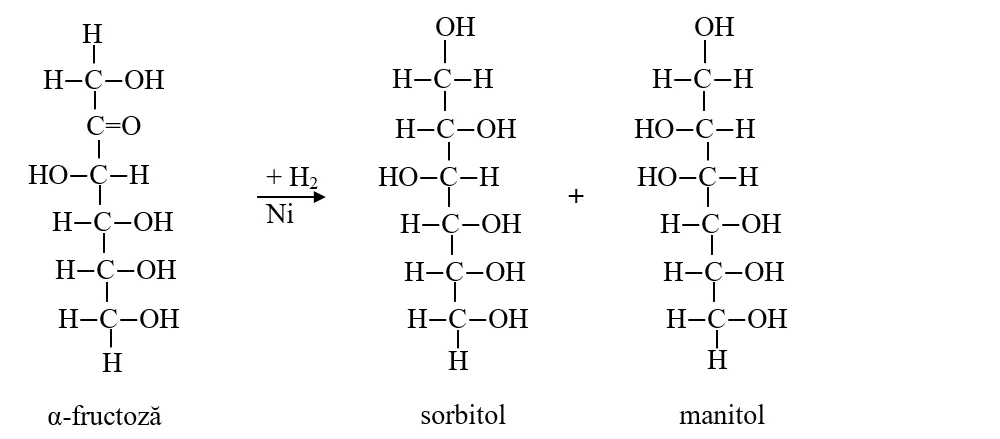 H
H–C–OH
C=O
HO–C–H
H–C–OH
H–C–OH
H–C–OH
H
α-fructoză
+ H₂
Ni
OH
H–C–H
H–C–OH
HO–C–H
H–C–OH
H–C–OH
H–C–OH
H
sorbitol
+
OH
H–C–H
HO–C–H
HO–C–H
H–C–OH
H–C–OH
H–C–OH
H
manitol